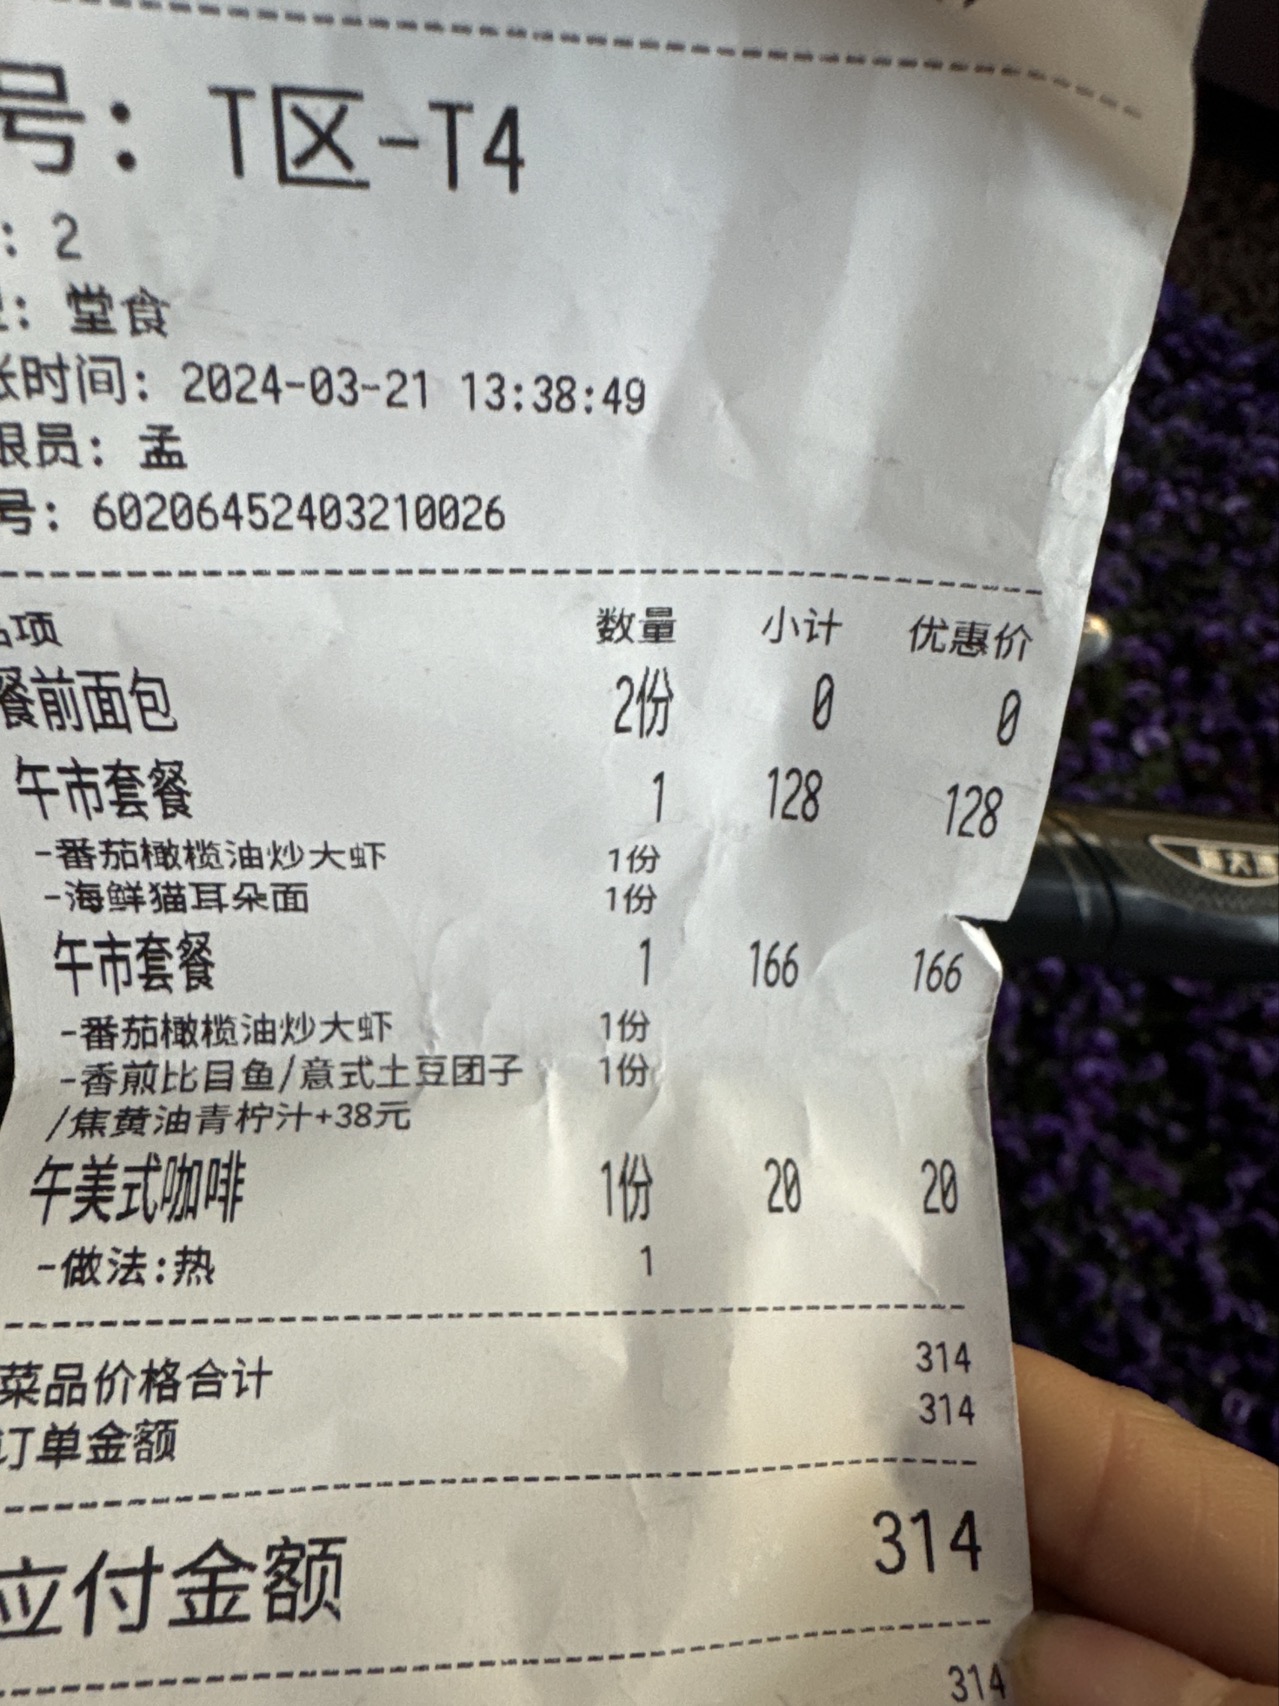 号：T区-T4
：2
：堂食
时间：2024-03-21 13:38:49
银员：孟
号：60206452403210026
品项 数量 小计 优惠价
餐前面包 2份 0 0
午市套餐 1 128 128
-番茄橄榄油炒大虾 1份
-海鲜猫耳朵面 1份
午市套餐 1 166 166
-番茄橄榄油炒大虾 1份
-香煎比目鱼/意式土豆团子 1份
/焦黄油青柠汁+38元
午美式咖啡 1份 20 20
-做法:热 1
菜品价格合计 314
订单金额 314
应付金额 314
314